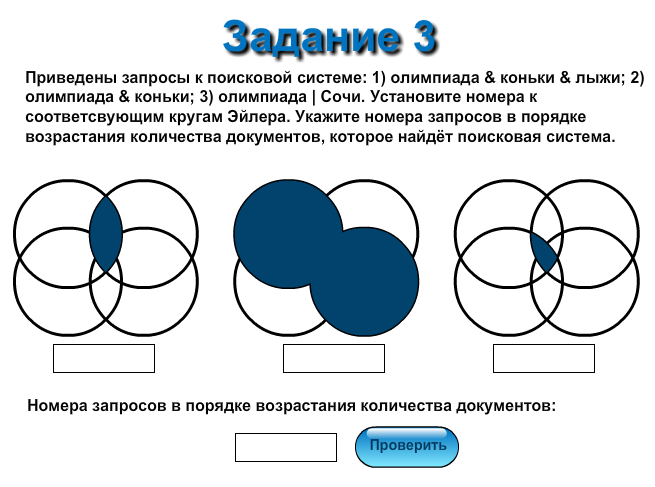 Задание 3
Приведены запросы к поисковой системе: 1) олимпиада & коньки & лыжи; 2)
олимпиада & коньки; 3) олимпиада | Сочи. Установите номера к
соответсвующим кругам Эйлера. Укажите номера запросов в порядке
возрастания количества документов, которое найдёт поисковая система.
Номера запросов в порядке возрастания количества документов:
Проверить